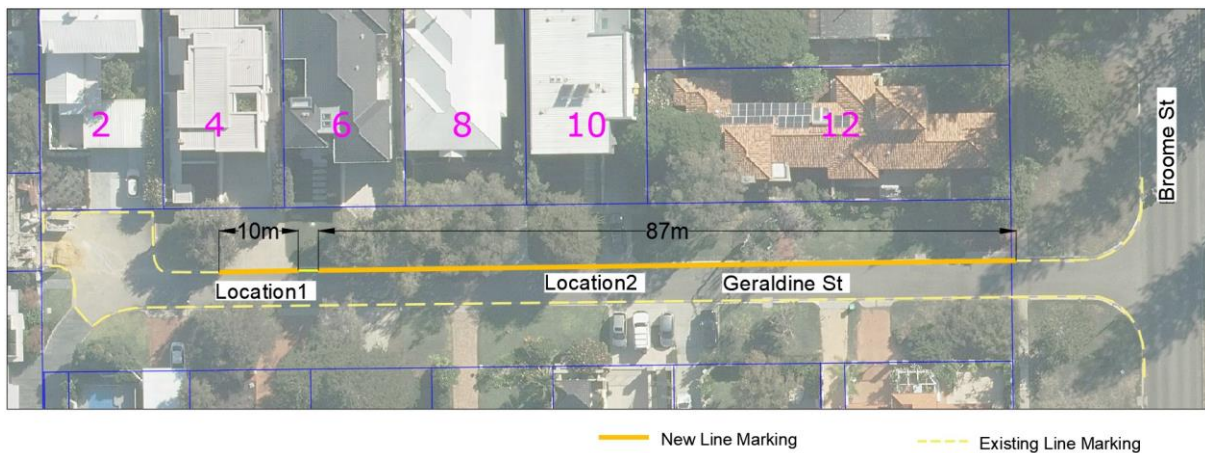 2
4
6
8
10
12
Broome St
10m
87m
Location1
Location2
Geraldine St
New Line Marking
Existing Line Marking